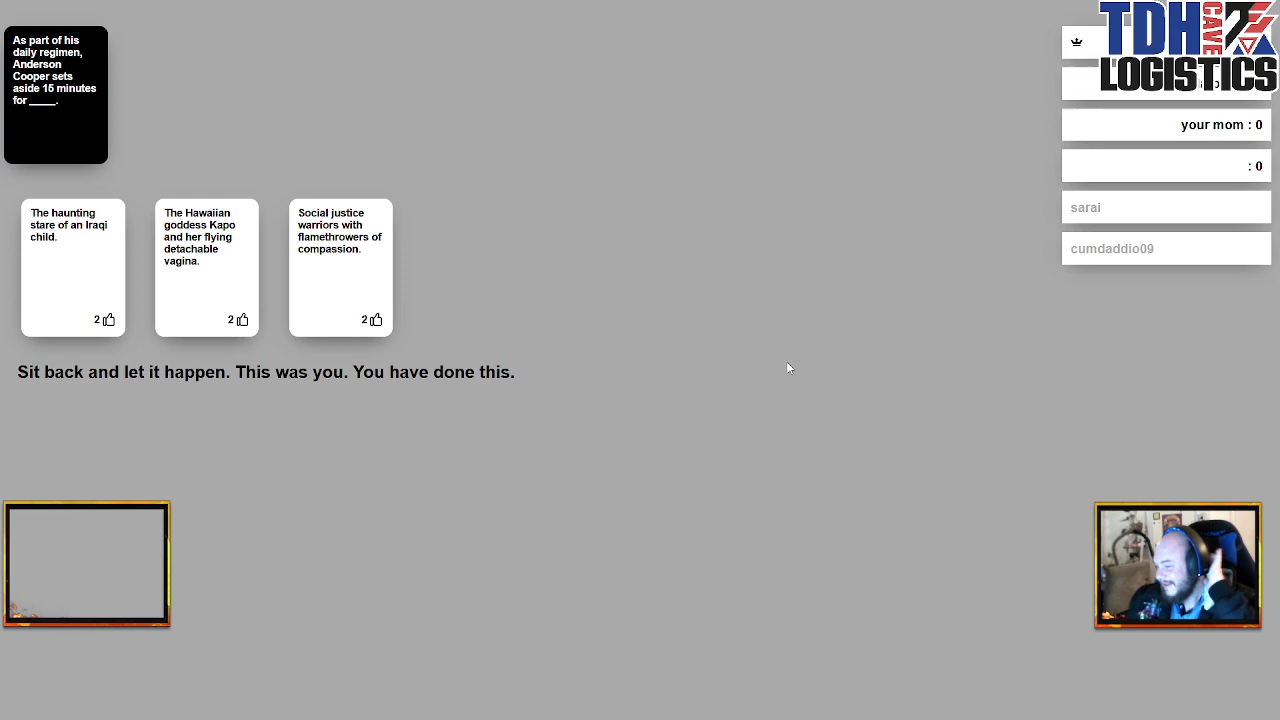 As part of his
daily regimen,
Anderson
Cooper sets
aside 15 minutes
for ____.
The haunting
stare of an Iraqi
child.
2
The Hawaiian
goddess Kapo
and her flying
detachable
vagina.
2
Social justice
warriors with
flamethrowers of
compassion.
2
Sit back and let it happen. This was you. You have done this.
TDH
CAVE
LOGISTICS
your mom : 0
: 0
sarai
cumdaddio09